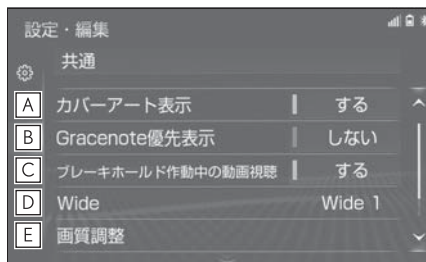 設定・編集
共通
A カバーアート表示 する
B Gracenote優先表示 しない
C ブレーキホールド作動中の動画視聴 する
D Wide Wide 1
E 画質調整